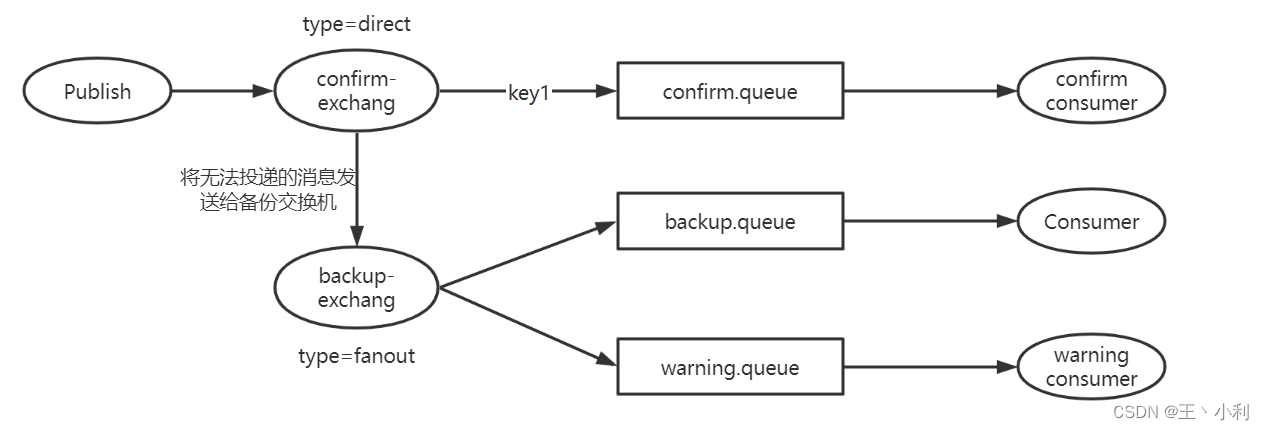 type=direct
Publish
confirm-
exchang
key1
confirm.queue
confirm
consumer
将无法投递的消息发
送给备份交换机
backup.queue
Consumer
backup-
exchang
type=fanout
warning.queue
warning
consumer
CSDN @王丶小利